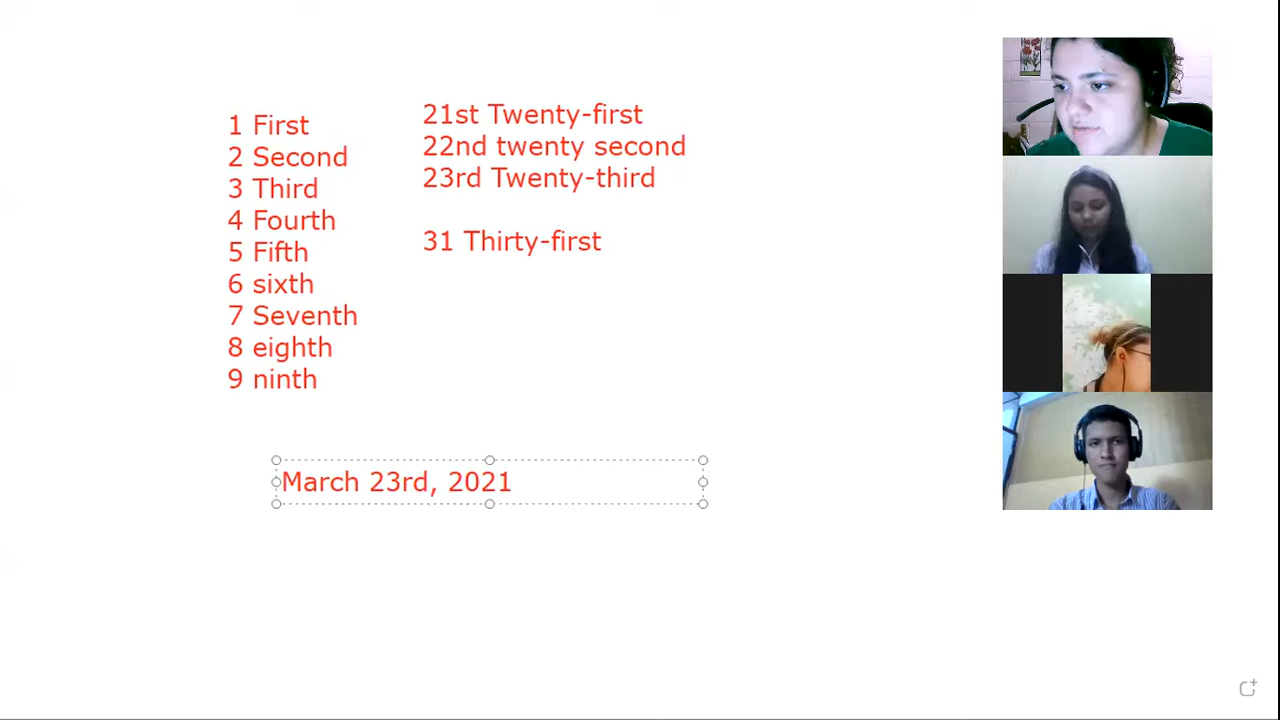 1 First
2 Second
3 Third
4 Fourth
5 Fifth
6 sixth
7 Seventh
8 eighth
9 ninth
21st Twenty-first
22nd twenty second
23rd Twenty-third
31 Thirty-first
March 23rd, 2021